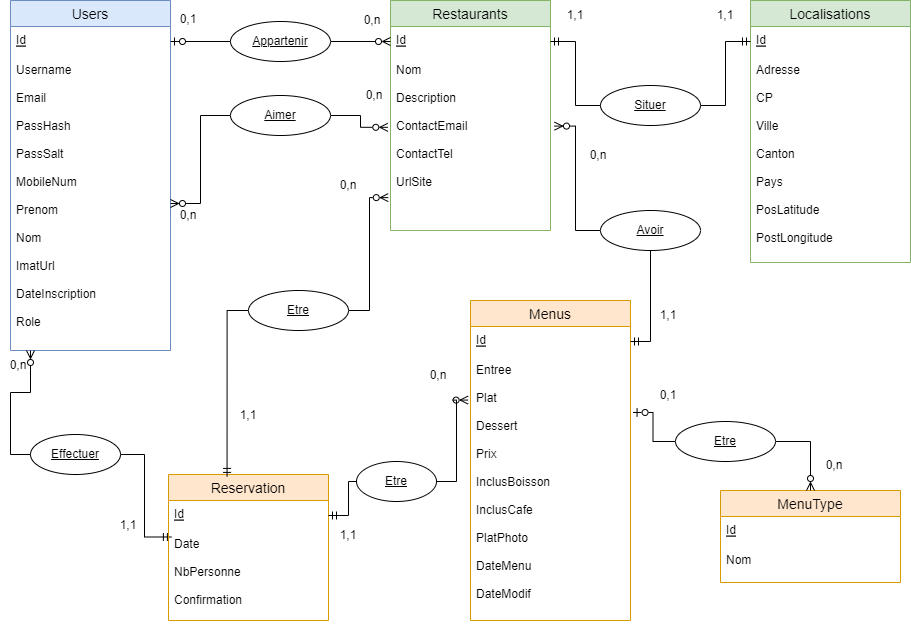 Users
Id
Username
Email
PassHash
PassSalt
MobileNum
Prenom
Nom
ImatUrl
DateInscription
Role
0,1
Appartenir
0,n
Aimer
0,n
0,n
Restaurants
Id
Nom
Description
ContactEmail
ContactTel
UrlSite
1,1
Situer
1,1
Localisations
Id
Adresse
CP
Ville
Canton
Pays
PosLatitude
PostLongitude
0,n
Avoir
1,1
0,n
Etre
1,1
0,n
Effectuer
1,1
Reservation
Id
Date
NbPersonne
Confirmation
0,n
Etre
1,1
Menus
Id
Entree
Plat
Dessert
Prix
InclusBoisson
InclusCafe
PlatPhoto
DateMenu
DateModif
0,1
Etre
0,n
MenuType
Id
Nom